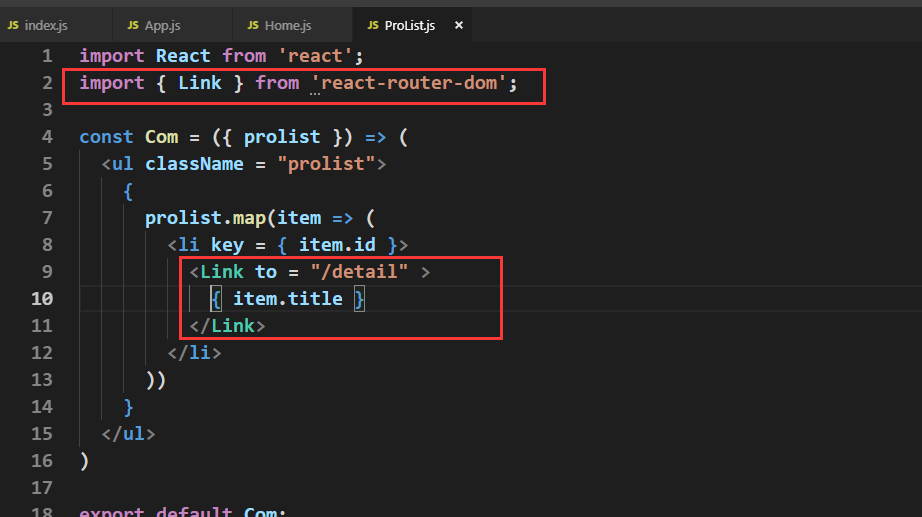 JS index.js JS App.js JS Home.js JS ProList.js ×
1 import React from 'react';
2 import { Link } from 'react-router-dom';
3
4 const Com = ({ prolist }) => (
5 <ul className = "prolist">
6 {
7 prolist.map(item => (
8 <li key = { item.id }>
9 <Link to = "/detail" >
10 { item.title }
11 </Link>
12 </li>
13 ))
14 }
15 </ul>
16 )
17
18 export default Com;